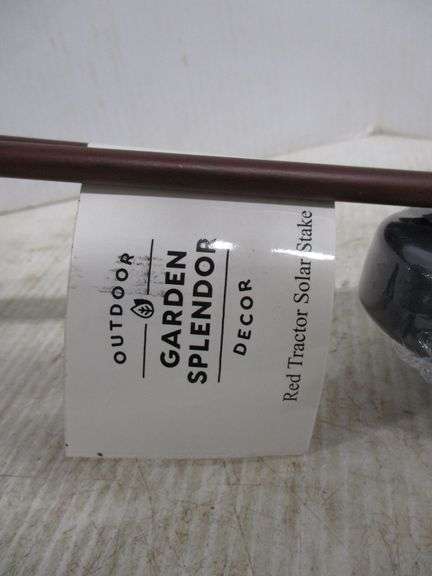 OUTDOOR
GARDEN
SPLENDOR
DECOR
Red Tractor Solar Stake